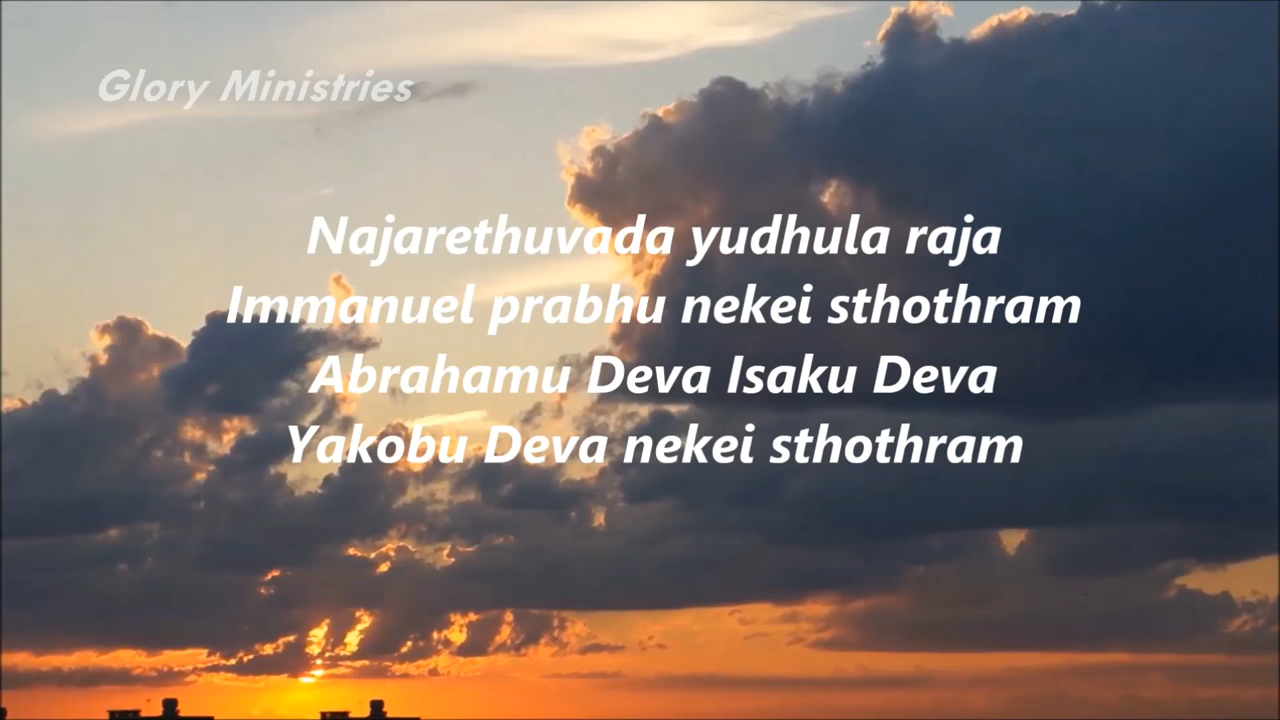 Glory Ministries
Najarethuvada yudhula raja
Immanuel prabhu nekei sthothram
Abrahamu Deva Isaku Deva
Yakobu Deva nekei sthothram